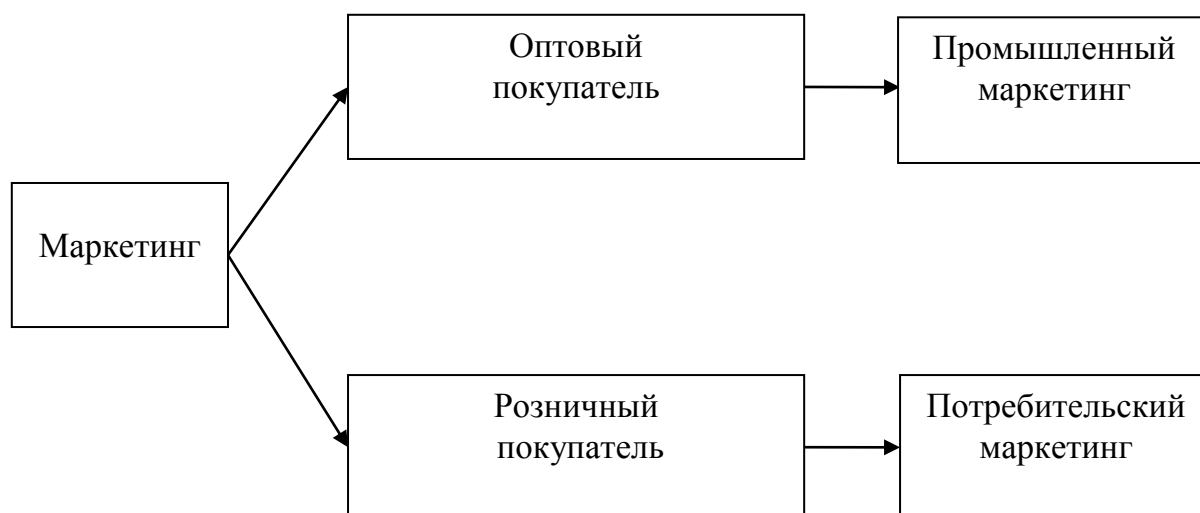 Оптовый
покупатель
Промышленный
маркетинг
Маркетинг
Розничный
покупатель
Потребительский
маркетинг